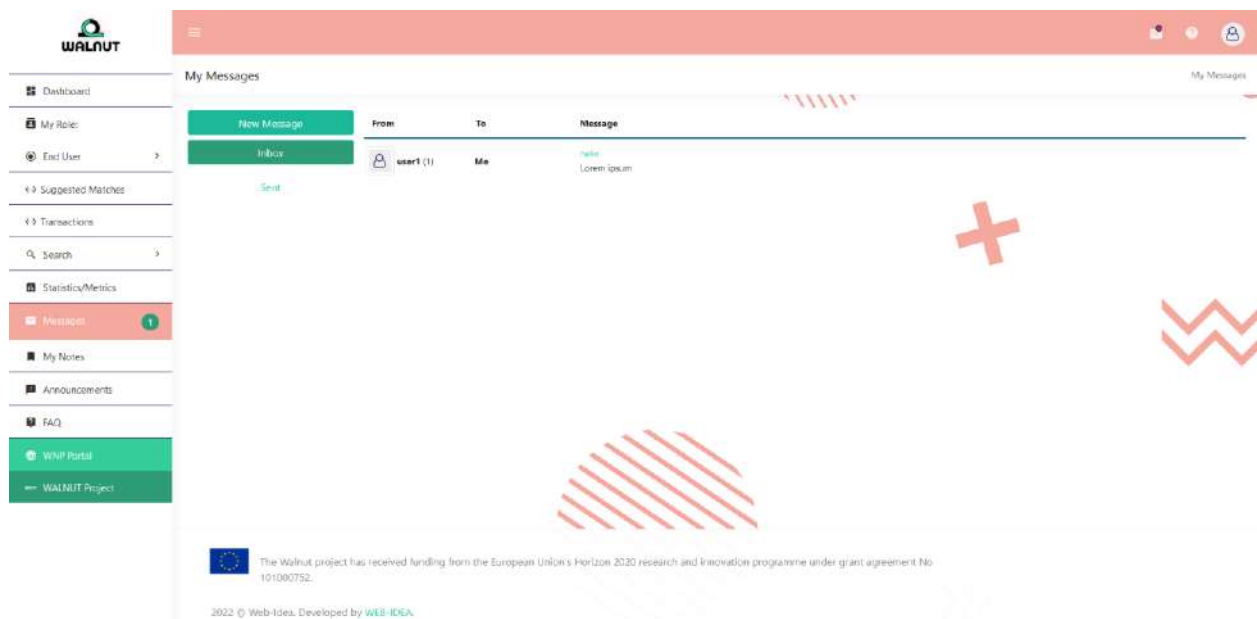 WALNUT
My Messages
My Messages
Dashboard
My Role:
End User
Suggested Matches
Transactions
Search
Statistics/Metrics
Messages
1
My Notes
Announcements
FAQ
WNP Portal
WALNUT Project
New Message
Inbox
Sent
From To Message
user1 (1) Me
Lorem ipsum
The Walnut project has received funding from the European Union's Horizon 2020 research and innovation programme under grant agreement No
101000752.
2022 © Web-Idea. Developed by WEB-IDEA.